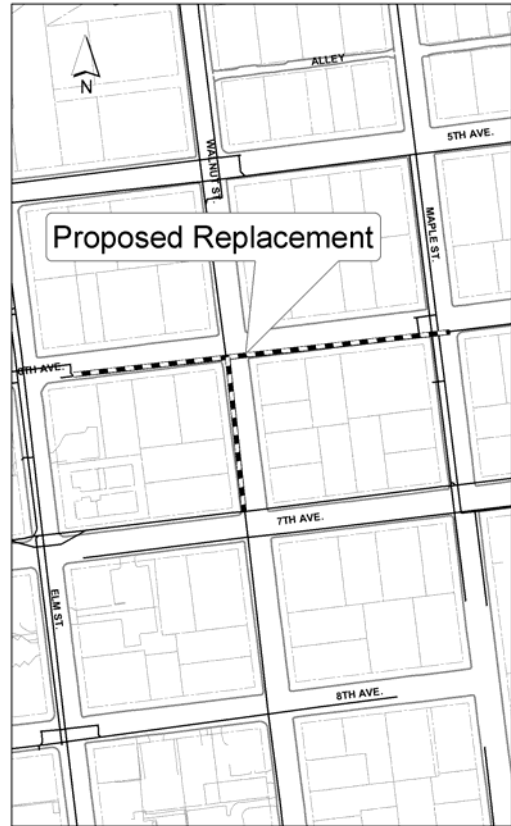 ALLEY
N
5TH AVE.
WALNUT ST.
MAPLE ST.
Proposed Replacement
6TH AVE.
7TH AVE.
ELM ST.
8TH AVE.